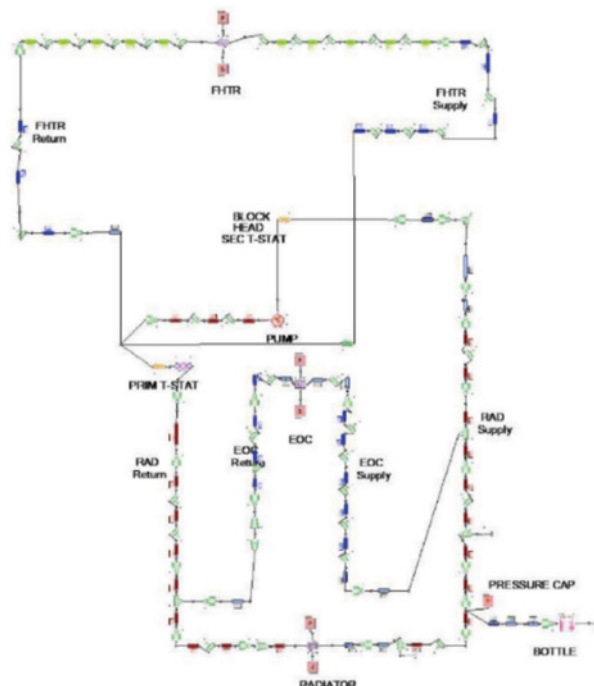 FHTR
FHTR
Supply
FHTR
Return
BLOCK
HEAD
SEC T-STAT
PUMP
PRIM T-STAT
EOC
RAD
Return
EOC
Return
EOC
Supply
RAD
Supply
PRESSURE CAP
BOTTLE
RADIATOR